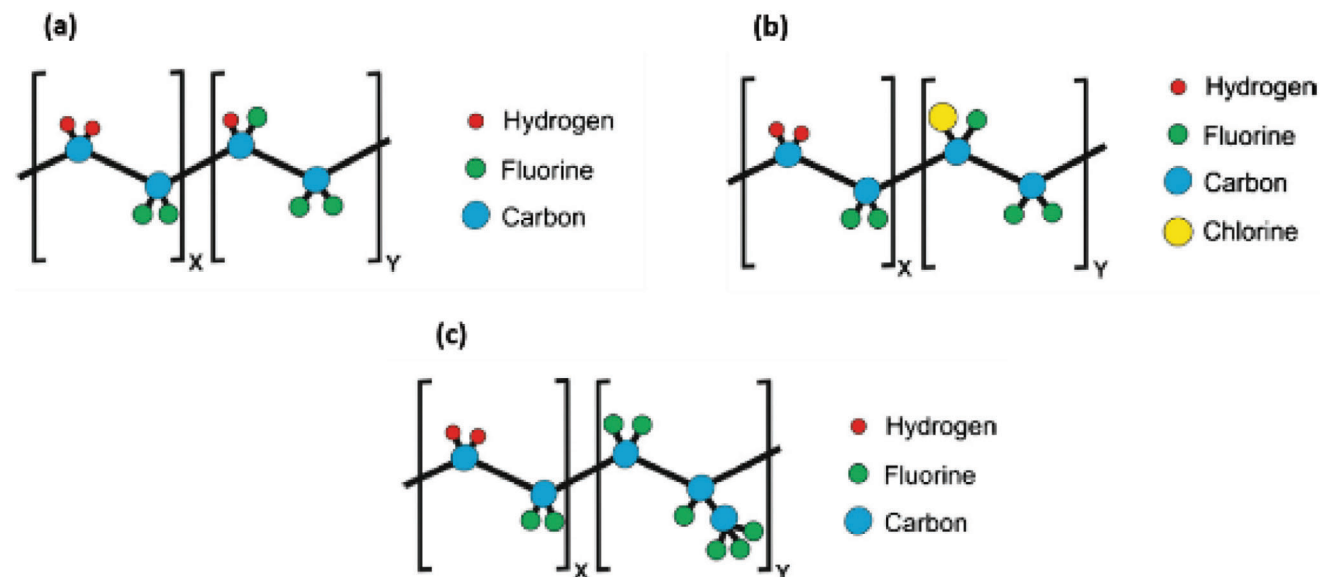 (a)
Hydrogen
Fluorine
Carbon
X
Y
(b)
Hydrogen
Fluorine
Carbon
Chlorine
X
Y
(c)
Hydrogen
Fluorine
Carbon
X
Y